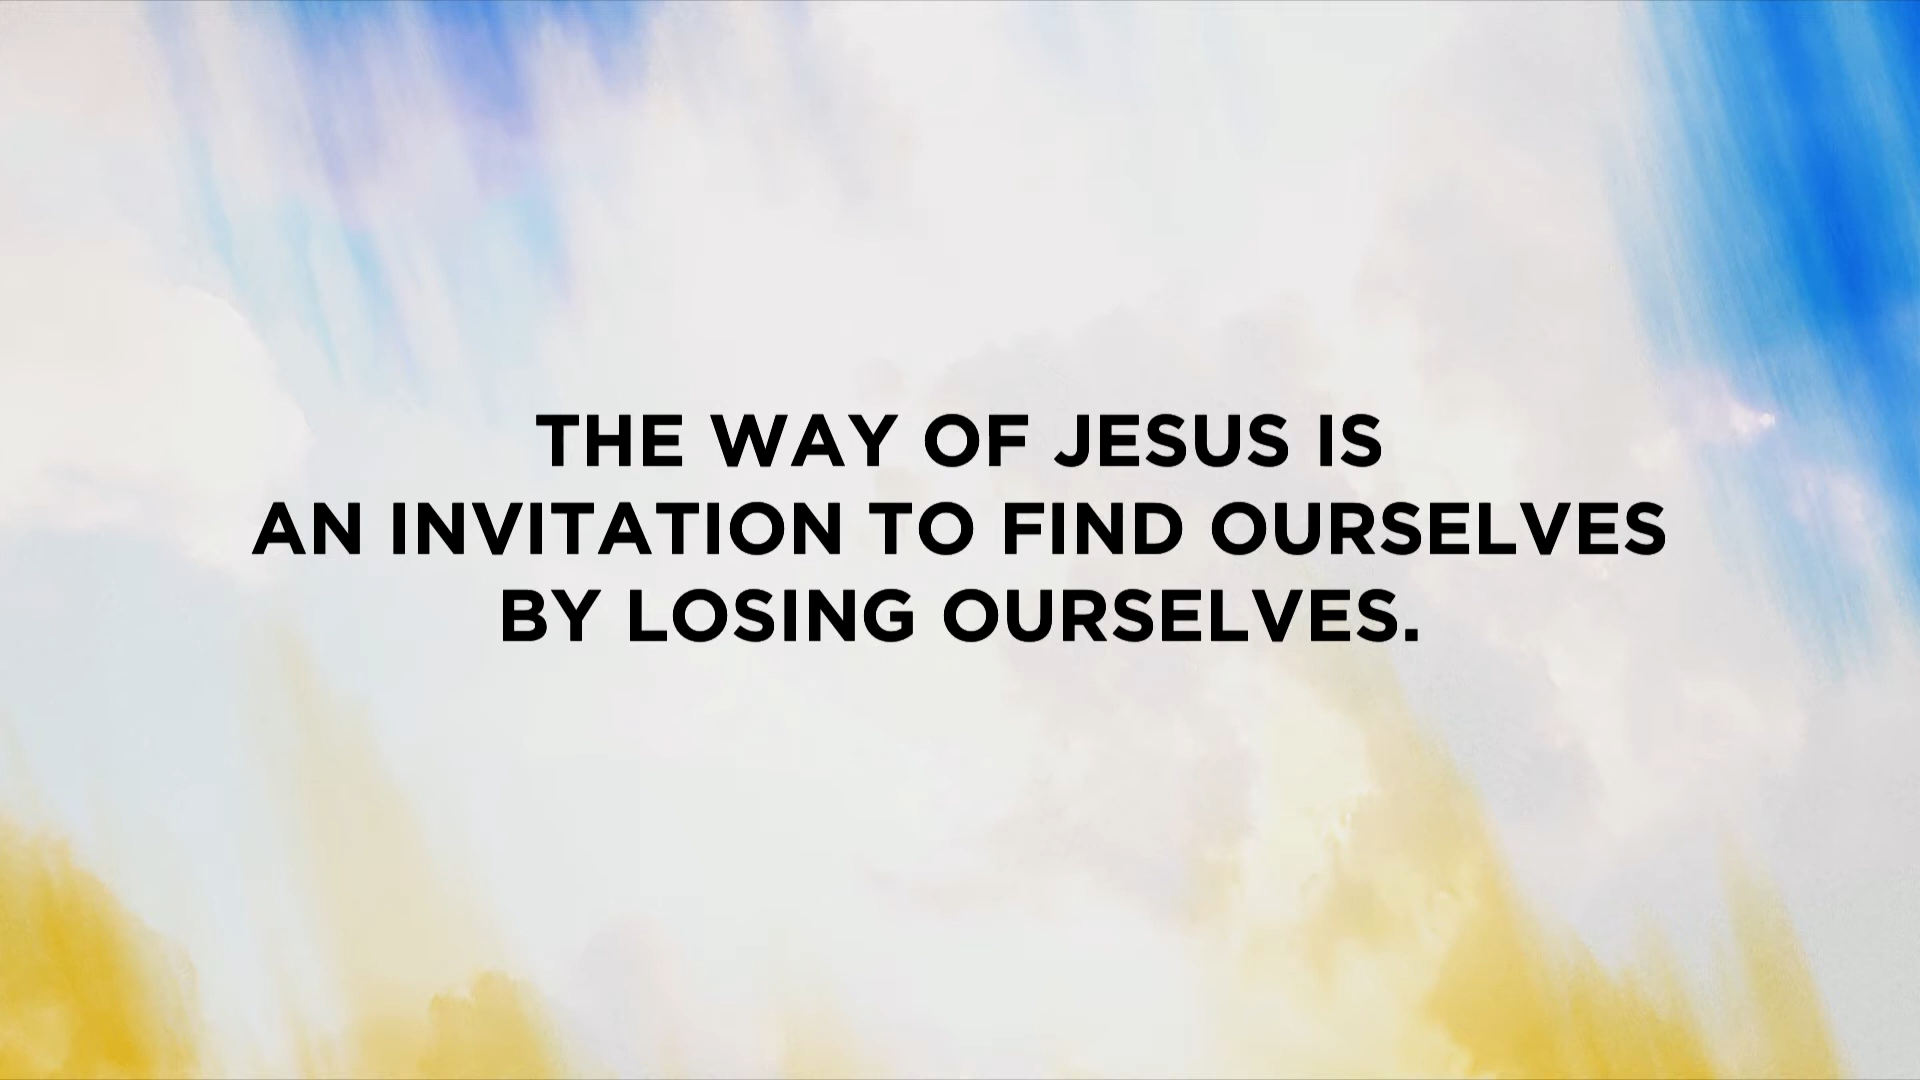 THE WAY OF JESUS IS
AN INVITATION TO FIND OURSELVES
BY LOSING OURSELVES.